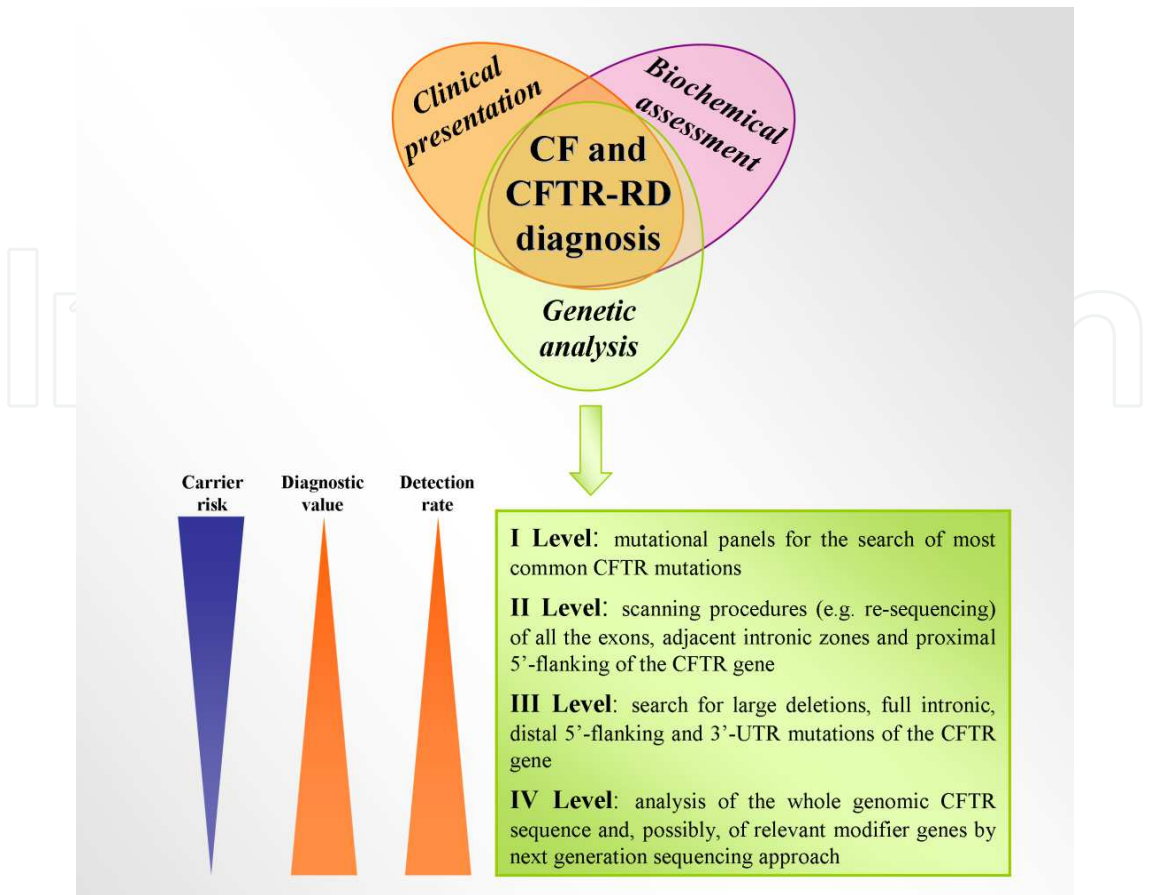 Clinical
presentation
Biochemical
assessment
CF and
CFTR-RD
diagnosis
Genetic
analysis
Carrier
risk
Diagnostic
value
Detection
rate
I Level: mutational panels for the search of most
common CFTR mutations
II Level: scanning procedures (e.g. re-sequencing)
of all the exons, adjacent intronic zones and proximal
5’-flanking of the CFTR gene
III Level: search for large deletions, full intronic,
distal 5’-flanking and 3’-UTR mutations of the CFTR
gene
IV Level: analysis of the whole genomic CFTR
sequence and, possibly, of relevant modifier genes by
next generation sequencing approach